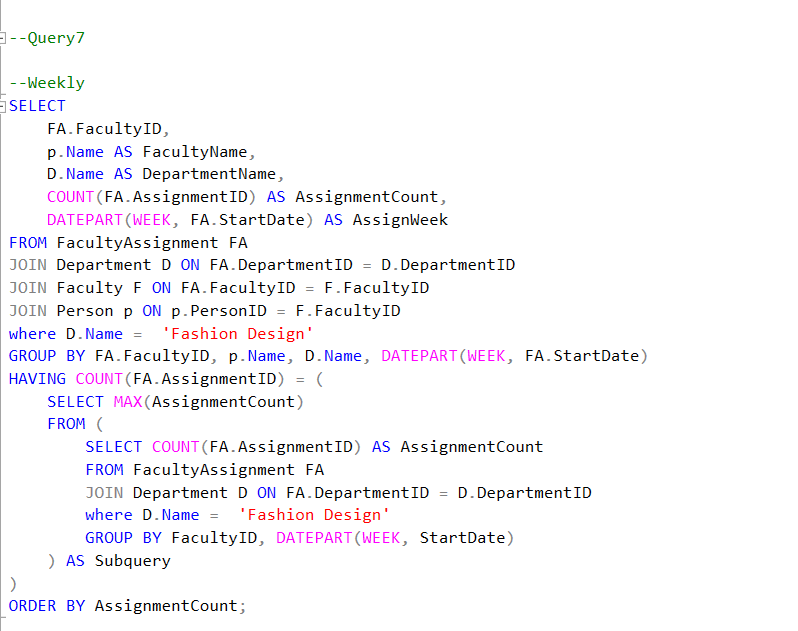 --Query7
--Weekly
SELECT
FA.FacultyID,
p.Name AS FacultyName,
D.Name AS DepartmentName,
COUNT(FA.AssignmentID) AS AssignmentCount,
DATEPART(WEEK, FA.StartDate) AS AssignWeek
FROM FacultyAssignment FA
JOIN Department D ON FA.DepartmentID = D.DepartmentID
JOIN Faculty F ON FA.FacultyID = F.FacultyID
JOIN Person p ON p.PersonID = F.FacultyID
where D.Name =  'Fashion Design'
GROUP BY FA.FacultyID, p.Name, D.Name, DATEPART(WEEK, FA.StartDate)
HAVING COUNT(FA.AssignmentID) = (
SELECT MAX(AssignmentCount)
FROM (
SELECT COUNT(FA.AssignmentID) AS AssignmentCount
FROM FacultyAssignment FA
JOIN Department D ON FA.DepartmentID = D.DepartmentID
where D.Name =  'Fashion Design'
GROUP BY FacultyID, DATEPART(WEEK, StartDate)
) AS Subquery
)
ORDER BY AssignmentCount;